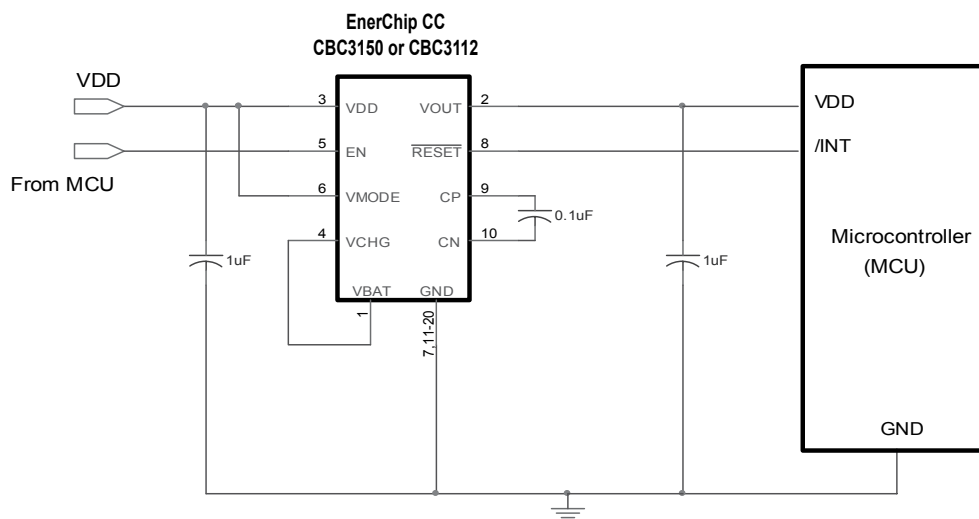 EnerChip CC
CBC3150 or CBC3112
VDD
3
VDD
VOUT
2
VDD
5
EN
RESET
8
/INT
From MCU
6
VMODE
CP
9
0.1uF
4
VCHG
CN
10
Microcontroller
(MCU)
1uF
1uF
VBAT
GND
1
7,11-20
GND